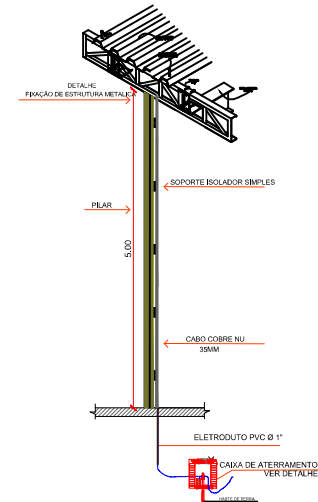 DETALHE
FIXAÇÃO DE ESTRUTURA METALICA
SOPORTE ISOLADOR SIMPLES
PILAR
5.00
CABO COBRE NU
35MM
ELETRODUTO PVC Ø 1"
CAIXA DE ATERRAMENTO
VER DETALHE
HASTE DE TERRA